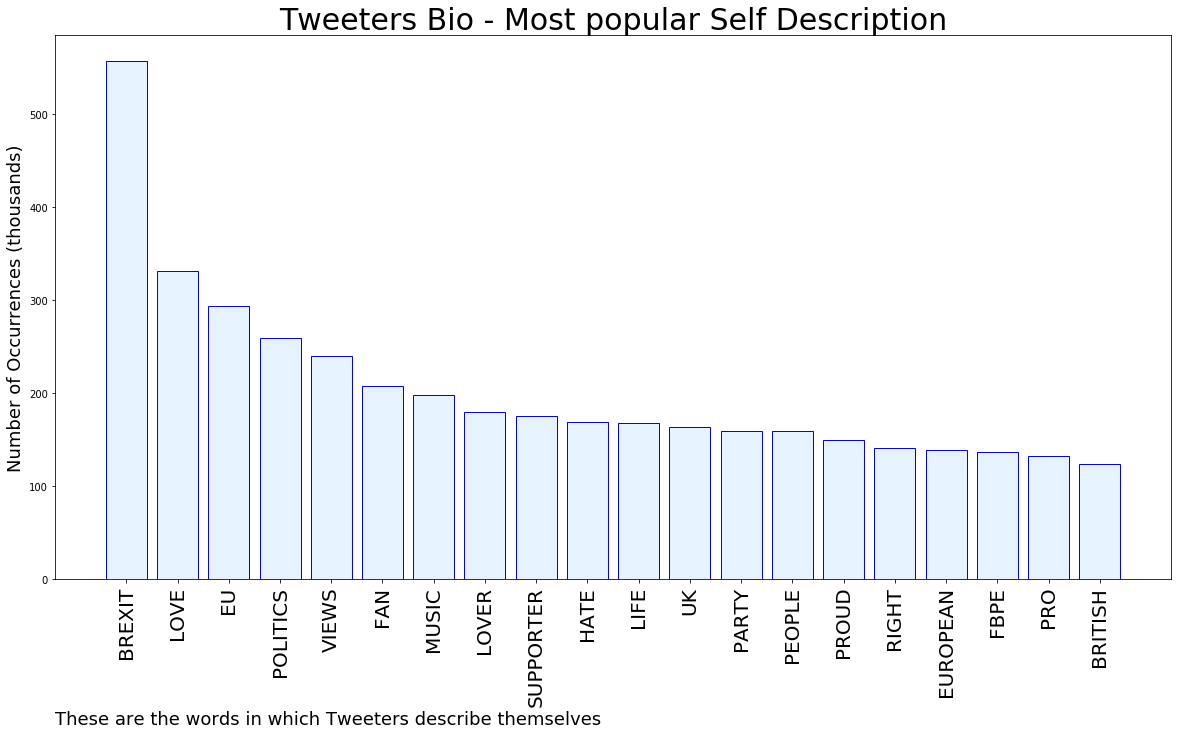 Tweeters Bio - Most popular Self Description
Number of Occurrences (thousands)
500
400
300
200
100
0
BREXIT
LOVE
EU
POLITICS
VIEWS
FAN
MUSIC
LOVER
SUPPORTER
HATE
LIFE
UK
PARTY
PEOPLE
PROUD
RIGHT
EUROPEAN
FBPE
PRO
BRITISH
These are the words in which Tweeters describe themselves